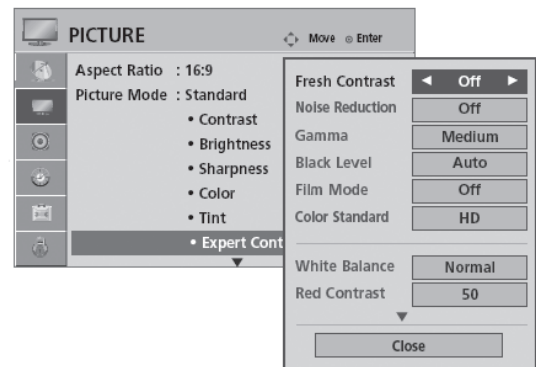 PICTURE
Move Enter
Aspect Ratio : 16:9
Picture Mode : Standard
• Contrast
• Brightness
• Sharpness
• Color
• Tint
• Expert Cont
Fresh Contrast ◄ Off ►
Noise Reduction Off
Gamma Medium
Black Level Auto
Film Mode Off
Color Standard HD
White Balance Normal
Red Contrast 50
Close